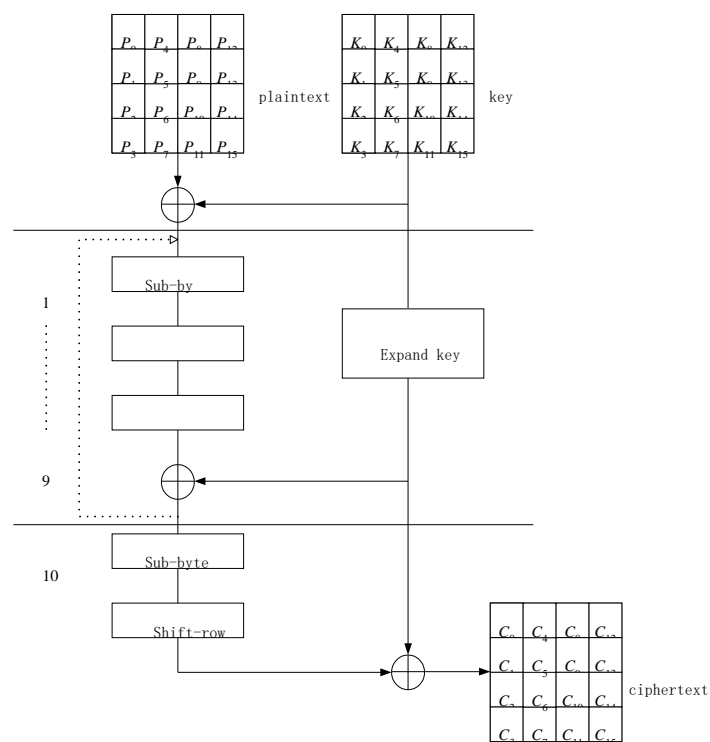 P₀ P₄ P₈ P₁₂
P₁ P₅ P₉ P₁₃
P₂ P₆ P₁₀ P₁₄
P₃ P₇ P₁₁ P₁₅
plaintext
K₀ K₄ K₈ K₁₂
K₁ K₅ K₉ K₁₃
K₂ K₆ K₁₀ K₁₄
K₃ K₇ K₁₁ K₁₅
key
Sub-by
1
Expand key
9
Sub-byte
10
Shift-row
C₀ C₄ C₈ C₁₂
C₁ C₅ C₉ C₁₃
C₂ C₆ C₁₀ C₁₄
C₃ C₇ C₁₁ C₁₅
ciphertext